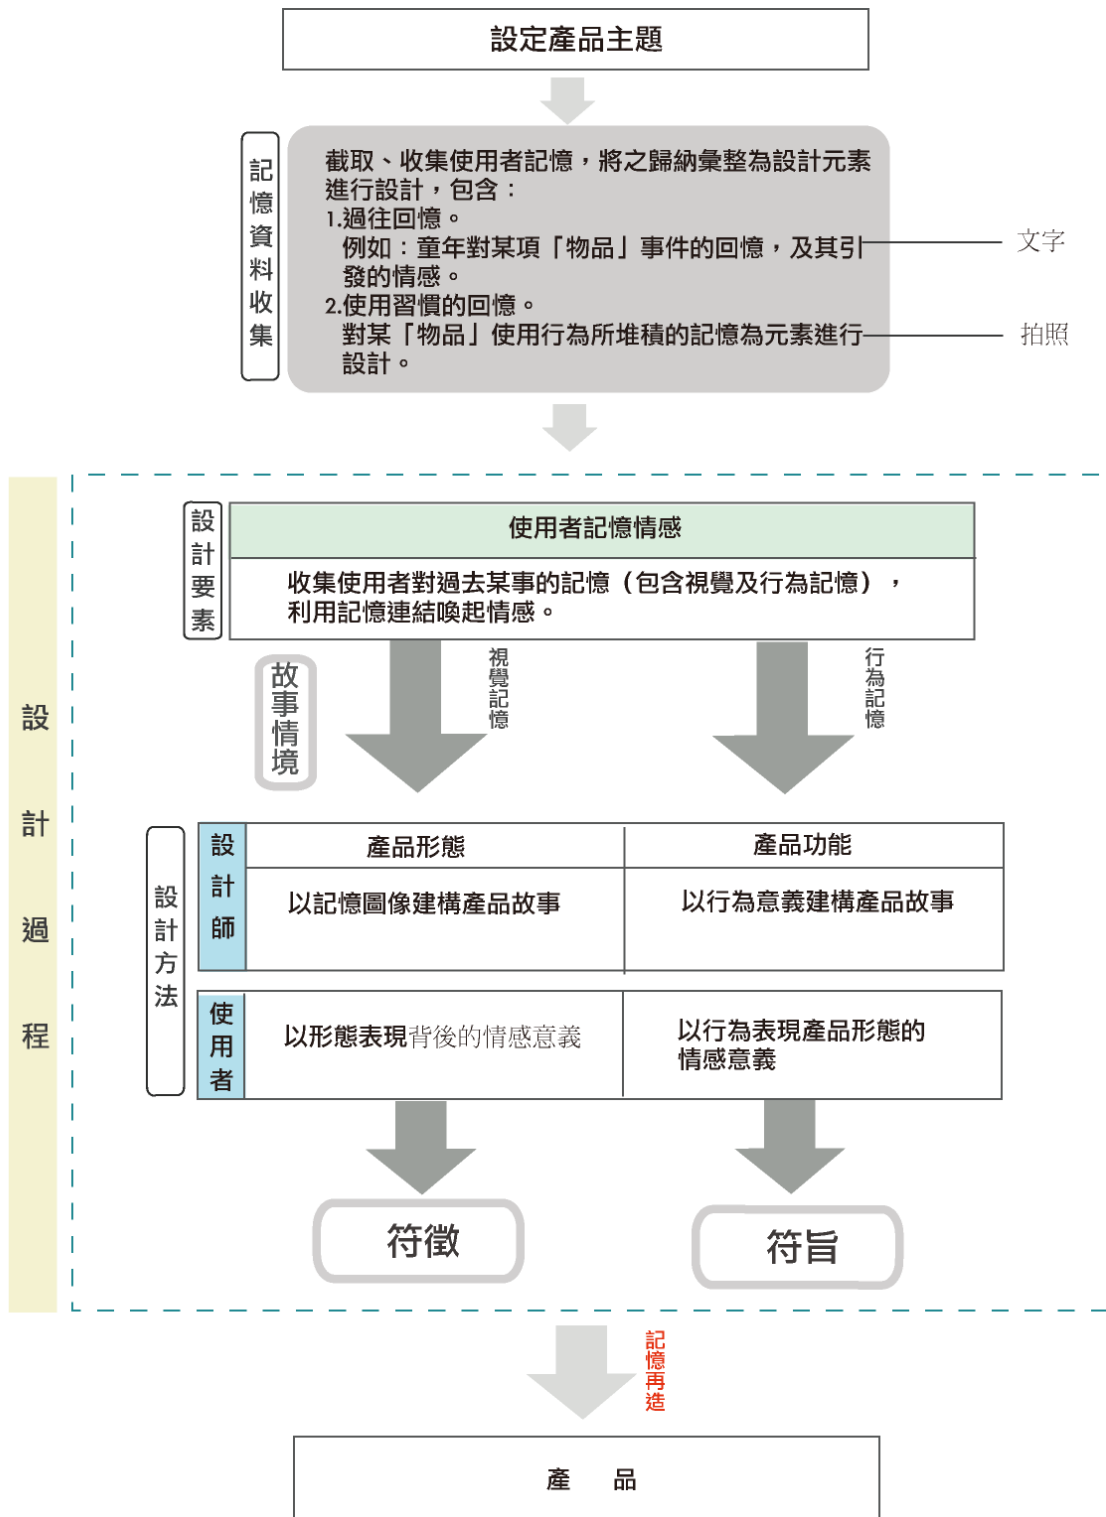 設定產品主題
記憶資料收集
截取、收集使用者記憶，將之歸納彙整為設計元素
進行設計，包含：
1.過往回憶。
例如：童年對某項「物品」事件的回憶，及其引
發的情感。
2.使用習慣的回憶。
對某「物品」使用行為所堆積的記憶為元素進行
設計。
文字
拍照
設計過程
設計要素
使用者記憶情感
收集使用者對過去某事的記憶（包含視覺及行為記憶），
利用記憶連結喚起情感。
故事情境
視覺記憶
行為記憶
設計方法
設計師
產品形態
產品功能
以記憶圖像建構產品故事
以行為意義建構產品故事
使用者
以形態表現背後的情感意義
以行為表現產品形態的
情感意義
符徵
符旨
記憶再造
產 品